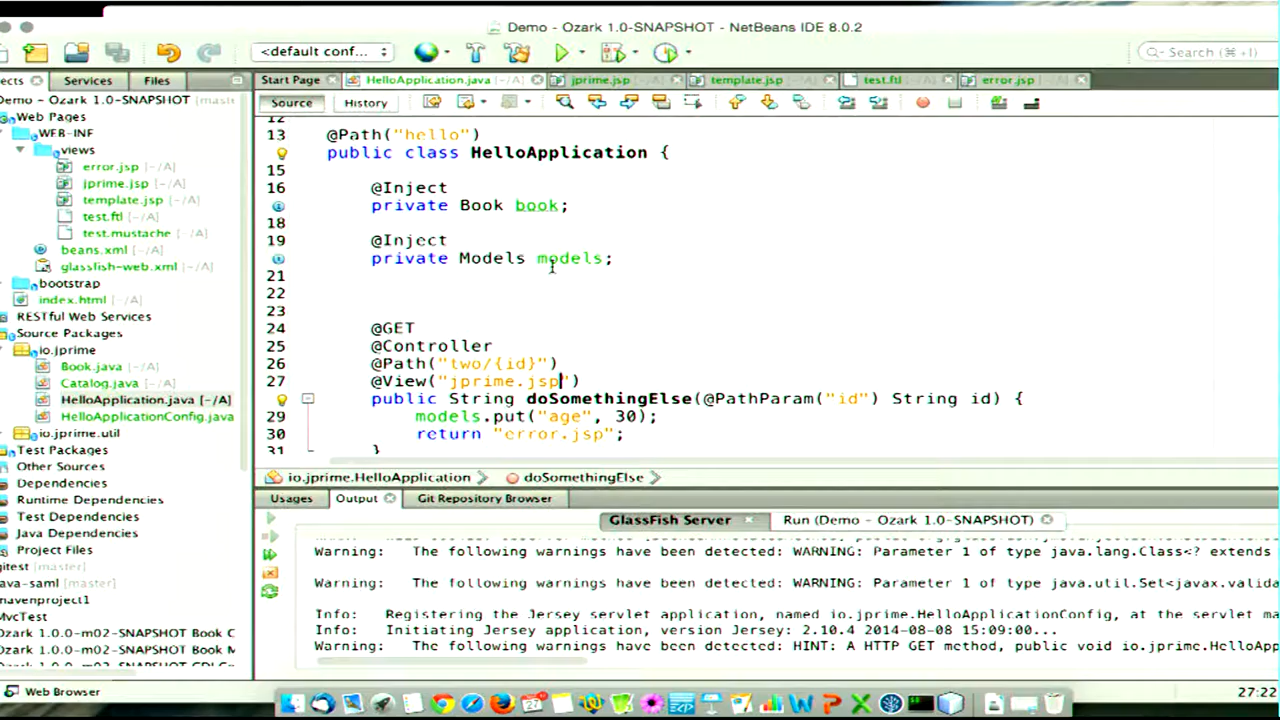 Demo - Ozark 1.0-SNAPSHOT - NetBeans IDE 8.0.2
<default conf...
Search (⌘+I)
ects Services Files
Start Page HelloApplication.java jprime.jsp template.jsp test.ftl error.jsp
Source History
Demo - Ozark 1.0-SNAPSHOT
Web Pages
WEB-INF
views
error.jsp [-/A]
jprime.jsp [-/A]
template.jsp [-/A]
test.ftl [-/A]
test.mustache [-/A]
beans.xml [-/A]
glassfish-web.xml [-/A]
bootstrap
index.html [-/A]
RESTful Web Services
Source Packages
io.jprime
Book.java [-/A]
Catalog.java [-/A]
HelloApplication.java [-/A]
HelloApplicationConfig.java
io.jprime.util
Test Packages
Other Sources
Dependencies
Runtime Dependencies
Test Dependencies
Java Dependencies
Project Files
gitest [master]
ava-saml [master]
mavenproject1
MvcTest
Ozark 1.0.0-m02-SNAPSHOT Book C
Ozark 1.0.0-m02-SNAPSHOT Book M
12
13 @Path("hello")
public class HelloApplication {
15
16 @Inject
private Book book;
18
19 @Inject
private Models models;
21
22
23
24 @GET
25 @Controller
26 @Path("two/{id}")
27 @View("jprime.jsp")
public String doSomethingElse(@PathParam("id") String id) {
29 models.put("age", 30);
30 return "error.jsp";
31 }
io.jprime.HelloApplication doSomethingElse
Usages Output Git Repository Browser
GlassFish Server Run (Demo - Ozark 1.0-SNAPSHOT)
Warning: The following warnings have been detected: WARNING: Parameter 1 of type java.lang.Class<? extends
Warning: The following warnings have been detected: WARNING: Parameter 1 of type java.util.Set<javax.valida
Info: Registering the Jersey servlet application, named io.jprime.HelloApplicationConfig, at the servlet ma
Info: Initiating Jersey application, version Jersey: 2.10.4 2014-08-08 15:09:00...
Warning: The following warnings have been detected: HINT: A HTTP GET method, public void io.jprime.HelloApp
Web Browser
27:22